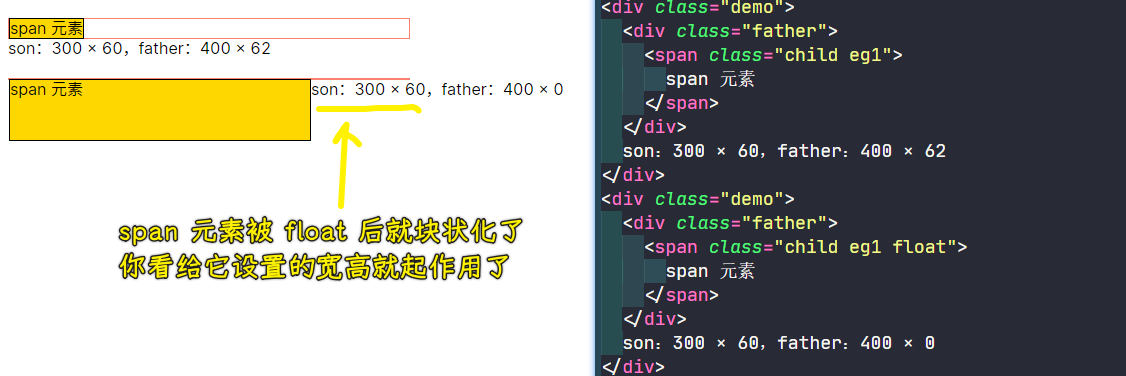 span 元素
son：300 × 60，father：400 × 62
span 元素
son：300 × 60，father：400 × 0
span 元素被 float 后就块状化了
你看给它设置的宽高就起作用了
<div class="demo">
<div class="father">
<span class="child eg1">
span 元素
</span>
</div>
son：300 × 60，father：400 × 62
</div>
<div class="demo">
<div class="father">
<span class="child eg1 float">
span 元素
</span>
</div>
son：300 × 60，father：400 × 0
</div>